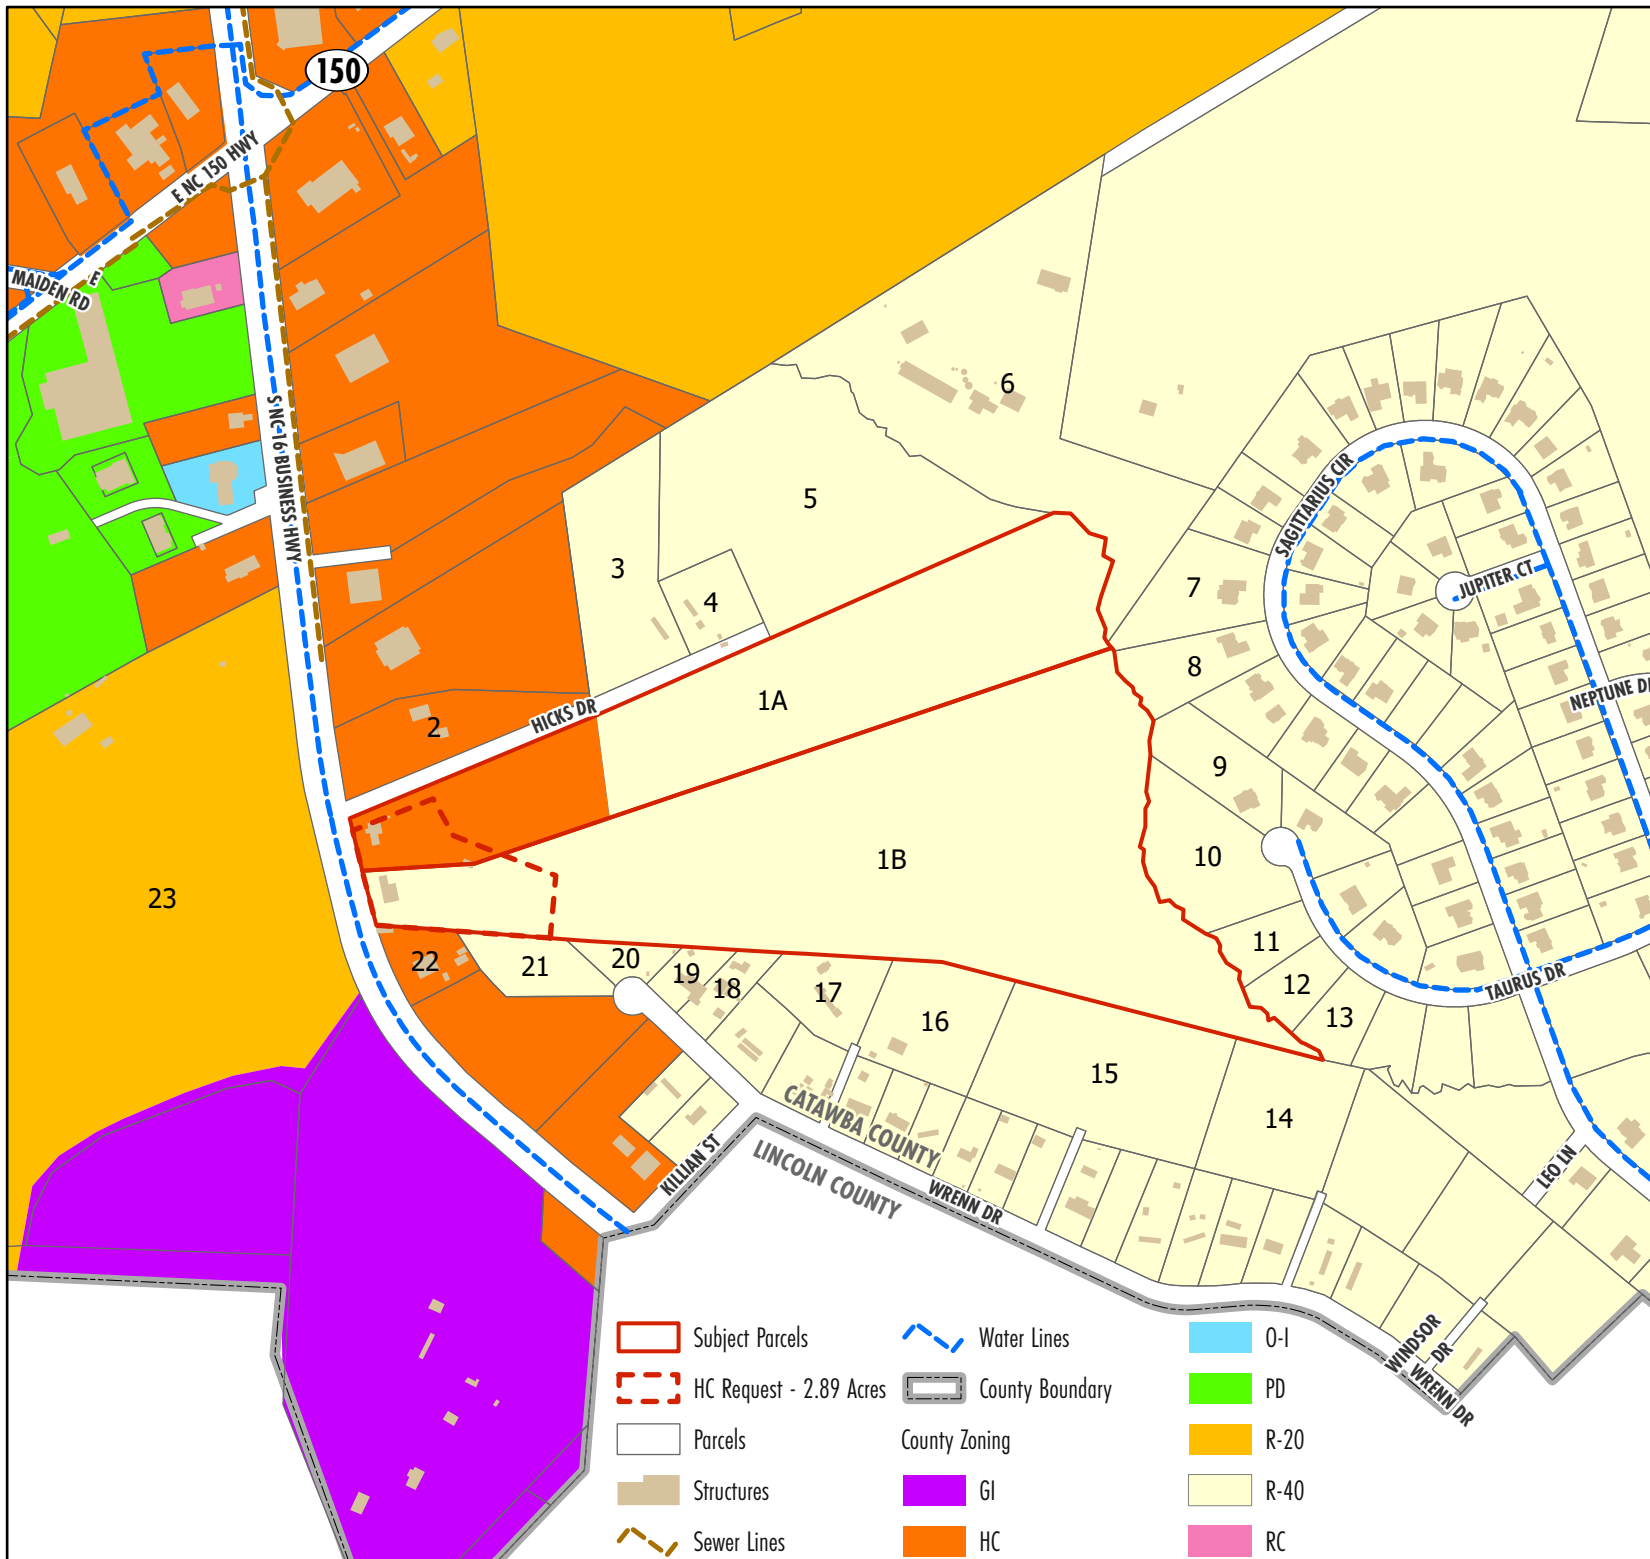 150
E NC 150 HWY
MAIDEN RD
E
S NC 16 BUSINESS HWY
6
5
SAGITTARIUS CIR
3
4
7
JUPITER CT
8
NEPTUNE DR
1A
HICKS DR
2
9
1B
10
23
22
21
20
19
18
17
11
12
13
TAURUS DR
16
15
14
CATAWBA COUNTY
LINCOLN COUNTY
KILLIAN ST
WRENN DR
LEO LN
WINDSOR DR
WRENN DR
Subject Parcels
HC Request - 2.89 Acres
Parcels
Structures
Sewer Lines
Water Lines
County Boundary
County Zoning
GI
HC
O-I
PD
R-20
R-40
RC